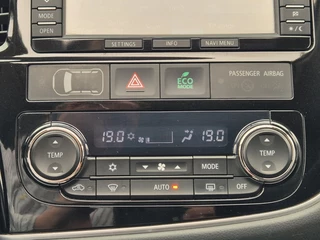 MODE
OPEN
SETTINGS INFO NAVI MENU
ECO MODE PASSENGER AIRBAG
19.0 19.0
TEMP TEMP
MODE
AUTO OFF